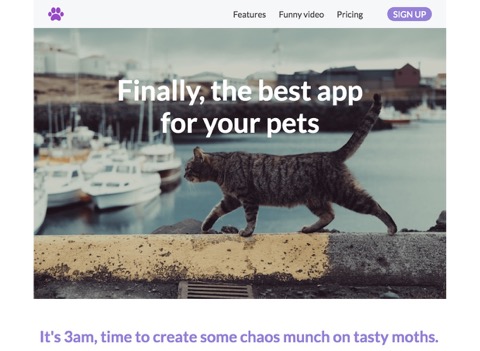 Features Funny video Pricing SIGN UP
Finally, the best app
for your pets
It's 3am, time to create some chaos munch on tasty moths.